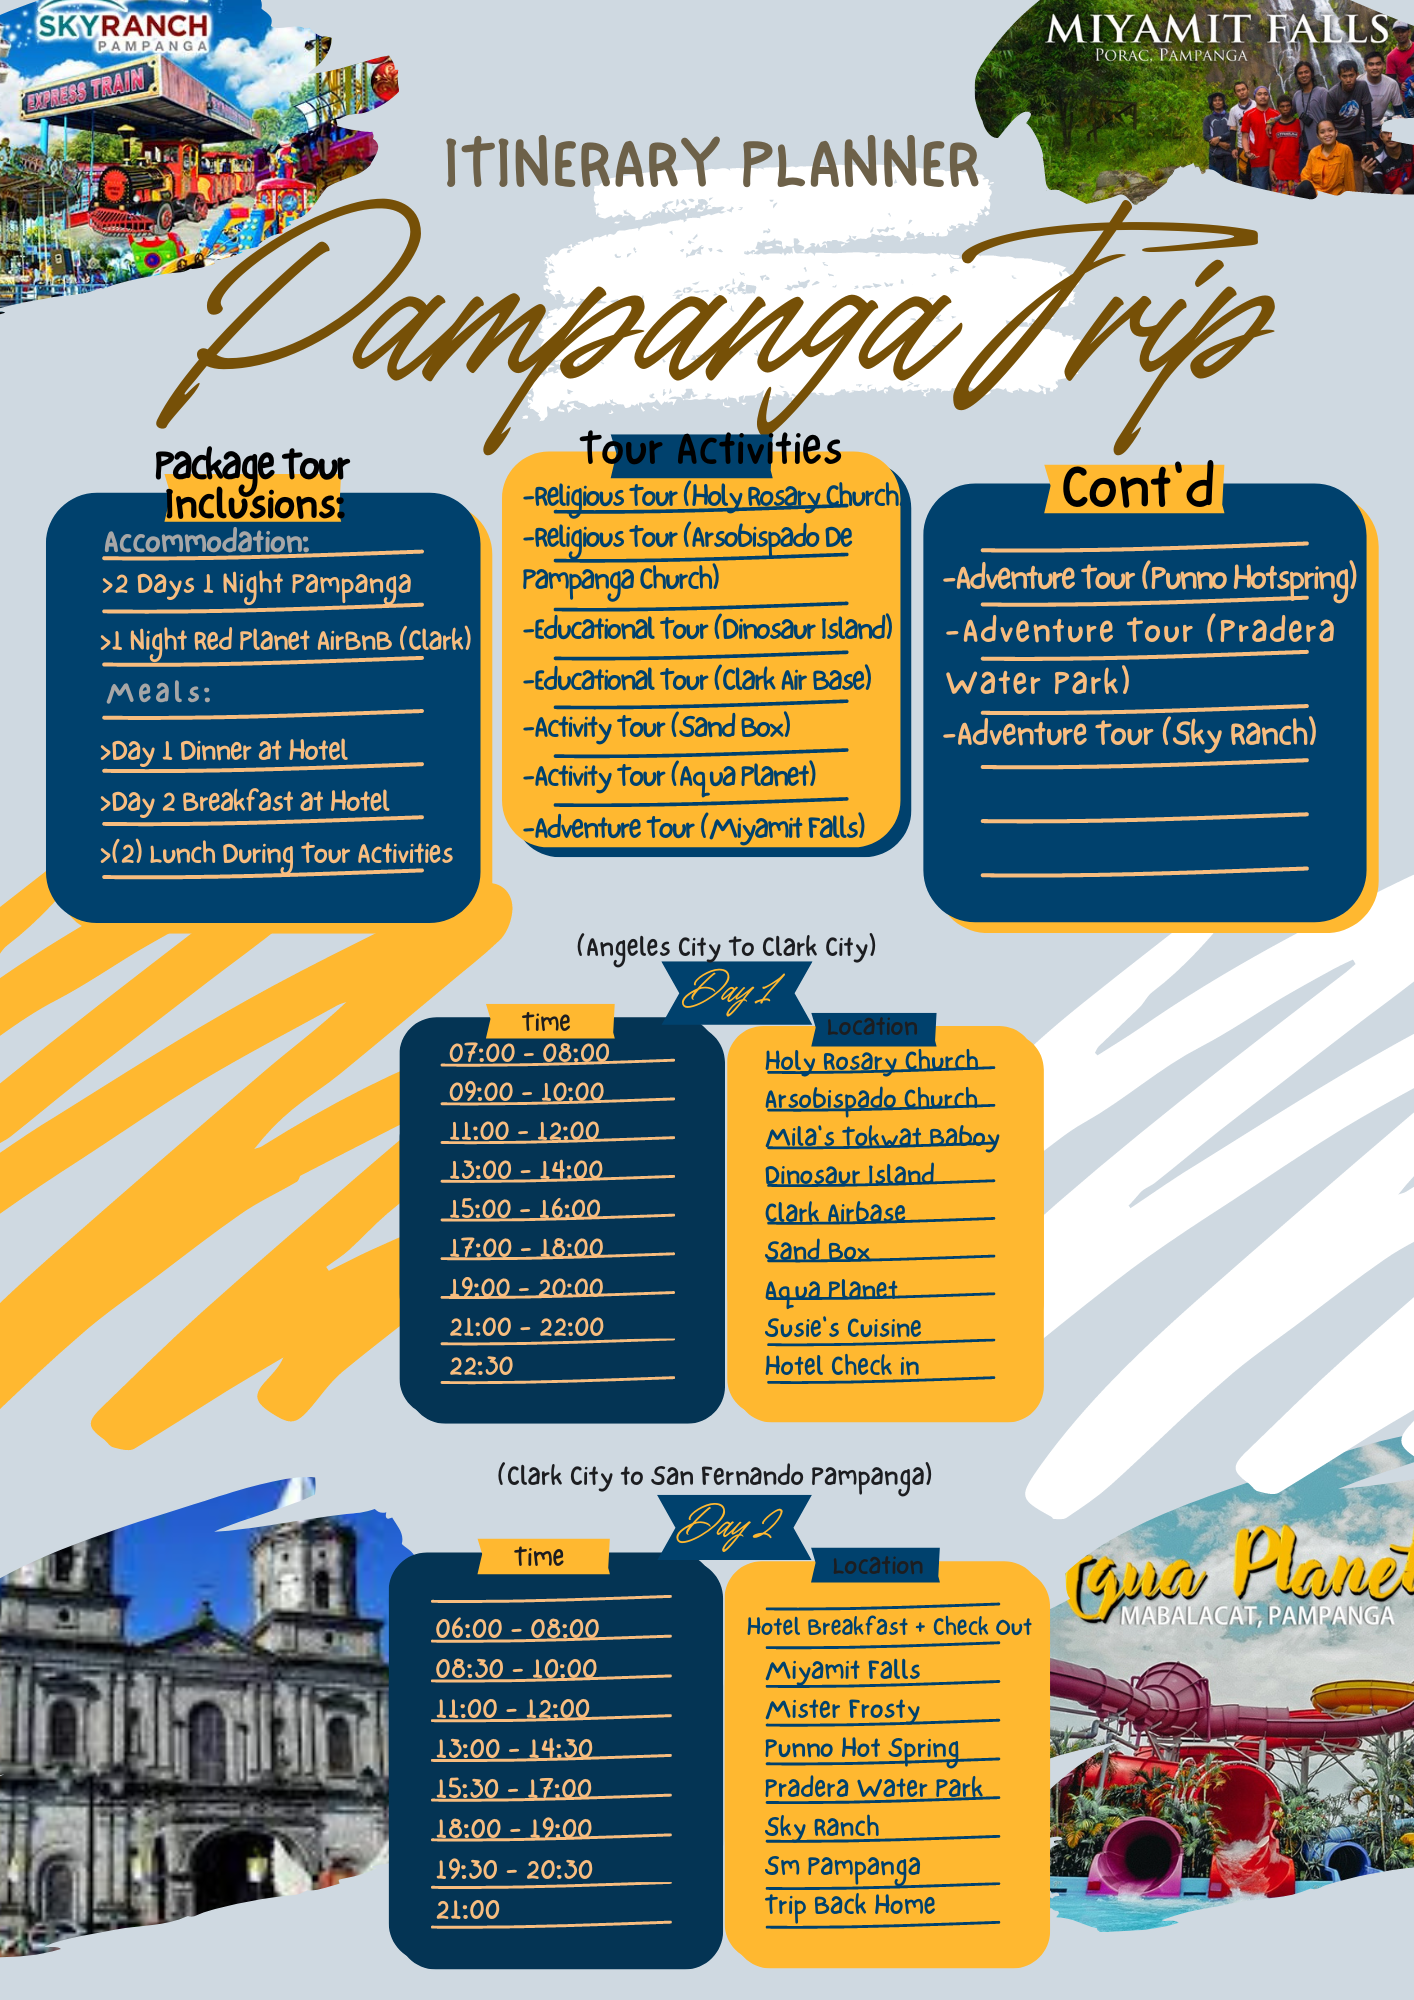 SKYRANCH
PAMPANGA
EXPRESS TRAIN
MIYAMIT FALLS
PORAC, PAMPANGA
ITINERARY PLANNER
Pampanga Trip
Package Tour
Inclusions:
Accommodation:
>2 Days 1 Night Pampanga
>1 Night Red Planet AirBnB (Clark)
Meals:
>Day 1 Dinner at Hotel
>Day 2 Breakfast at Hotel
>(2) Lunch During Tour Activities
Tour Activities
-Religious Tour (Holy Rosary Church)
-Religious Tour (Arsobispado De
Pampanga Church)
-Educational Tour (Dinosaur Island)
-Educational Tour (Clark Air Base)
-Activity Tour (Sand Box)
-Activity Tour (Aqua Planet)
-Adventure Tour (Miyamit Falls)
Cont'd
-Adventure Tour (Punno Hotspring)
-Adventure Tour (Pradera
Water Park)
-Adventure Tour (Sky Ranch)
(Angeles City To Clark City)
Day 1
Time
Location
07:00 - 08:00
Holy Rosary Church
09:00 - 10:00
Arsobispado Church
11:00 - 12:00
Mila's Tokwat Baboy
13:00 - 14:00
Dinosaur Island
15:00 - 16:00
Clark Airbase
17:00 - 18:00
Sand Box
19:00 - 20:00
Aqua Planet
21:00 - 22:00
Susie's Cuisine
22:30
Hotel Check in
(Clark City to San Fernando Pampanga)
Day 2
Time
Location
06:00 - 08:00
Hotel Breakfast + Check Out
08:30 - 10:00
Miyamit Falls
11:00 - 12:00
Mister Frosty
13:00 - 14:30
Punno Hot Spring
15:30 - 17:00
Pradera Water Park
18:00 - 19:00
Sky Ranch
19:30 - 20:30
Sm Pampanga
21:00
Trip Back Home
Aqua Planet
MABALACAT, PAMPANGA